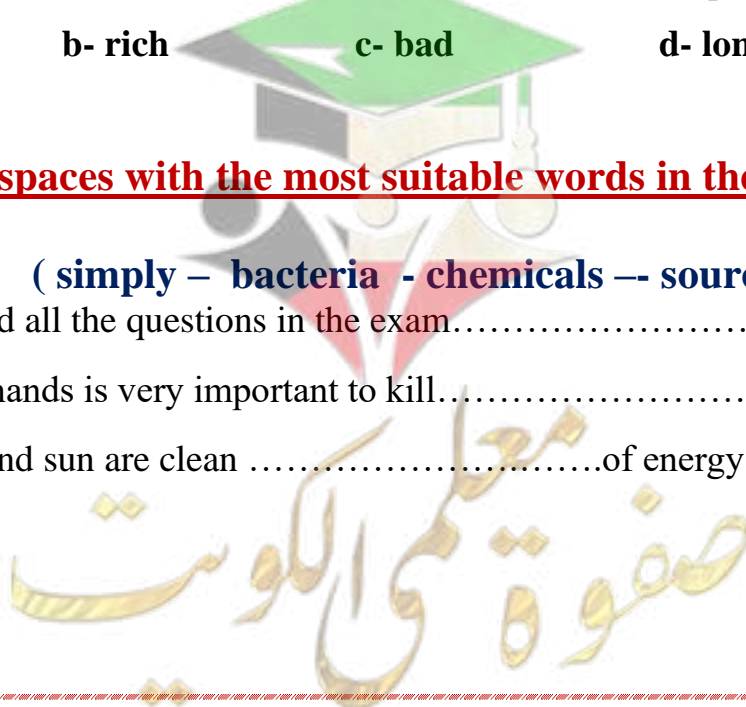 b- rich c- bad d- lon
spaces with the most suitable words in the
( simply – bacteria - chemicals –- sour
d all the questions in the exam……………………
ands is very important to kill……………………
nd sun are clean ……………………….of energy
صفوة معلمي الكويت